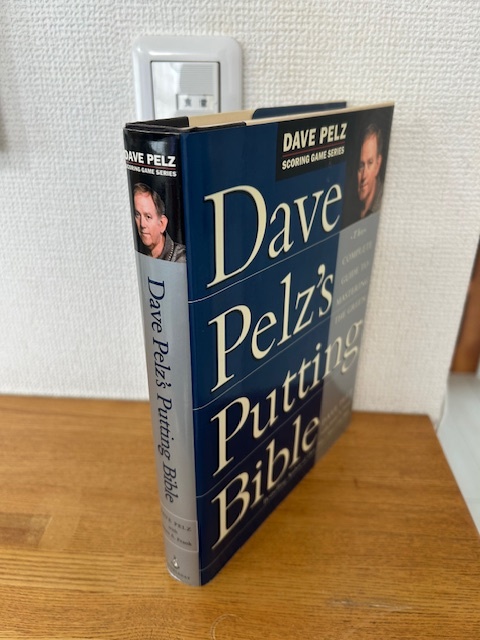 DAVE PELZ
SCORING GAME SERIES
Dave Pelz's Putting Bible
DAVE PELZ
SCORING GAME SERIES
Dave
Pelz's
Putting
Bible
The
COMPLETE
GUIDE TO
MASTERING
THE GREEN